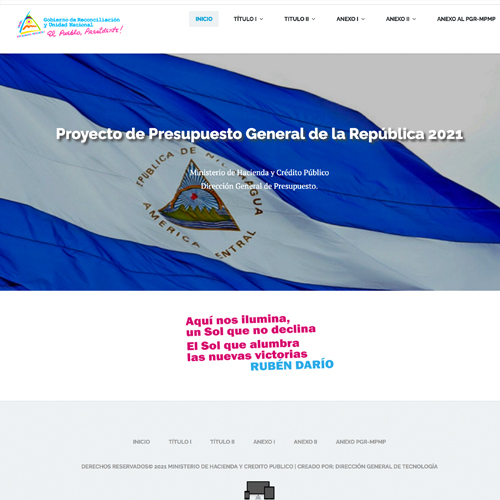 Gobierno de Reconciliación
y Unidad Nacional
El Pueblo, Presidente!
INICIO
TÍTULO I
TITULO II
ANEXO I
ANEXO II
ANEXO AL PGR-MPMP
Proyecto de Presupuesto General de la República 2021
Ministerio de Hacienda y Crédito Público
Dirección General de Presupuesto.
REPÚBLICA DE NICARAGUA
AMERICA CENTRAL
Aquí nos ilumina,
un Sol que no declina
El Sol que alumbra
las nuevas victorias
RUBÉN DARÍO
INICIO
TÍTULO I
TÍTULO II
ANEXO I
ANEXO II
ANEXO PGR-MPMP
DERECHOS RESERVADOS© 2021 MINISTERIO DE HACIENDA Y CREDITO PUBLICO | CREADO POR: DIRECCIÓN GENERAL DE TECNOLOGÍA